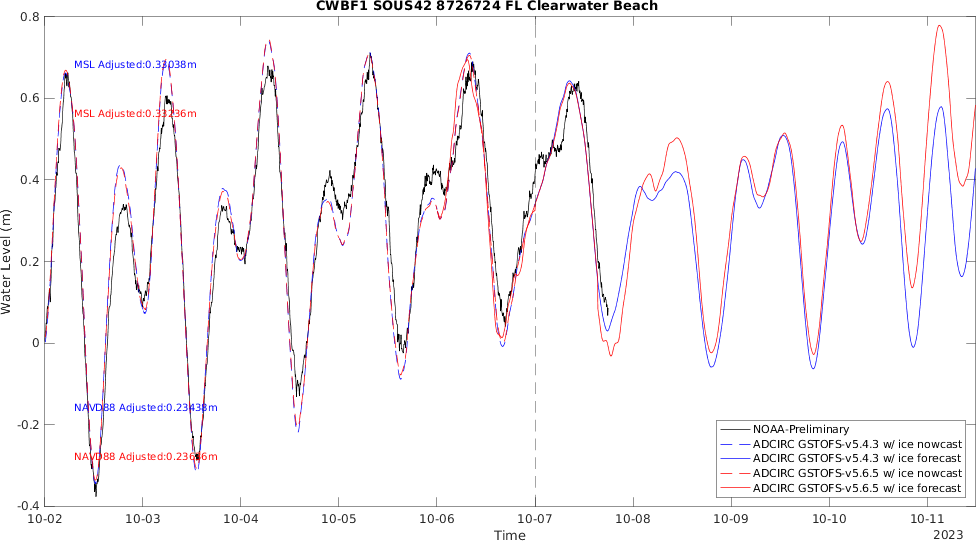 CWBF1 SOUS42 8726724 FL Clearwater Beach
0.8
0.6
0.4
0.2
0
-0.2
-0.4
Water Level (m)
MSL Adjusted:0.33038m
MSL Adjusted:0.33236m
NAVD88 Adjusted:0.23438m
NAVD88 Adjusted:0.23636m
NOAA-Preliminary
ADCIRC GSTOFS-v5.4.3 w/ ice nowcast
ADCIRC GSTOFS-v5.4.3 w/ ice forecast
ADCIRC GSTOFS-v5.6.5 w/ ice nowcast
ADCIRC GSTOFS-v5.6.5 w/ ice forecast
10-02 10-03 10-04 10-05 10-06 10-07 10-08 10-09 10-10 10-11
Time
2023